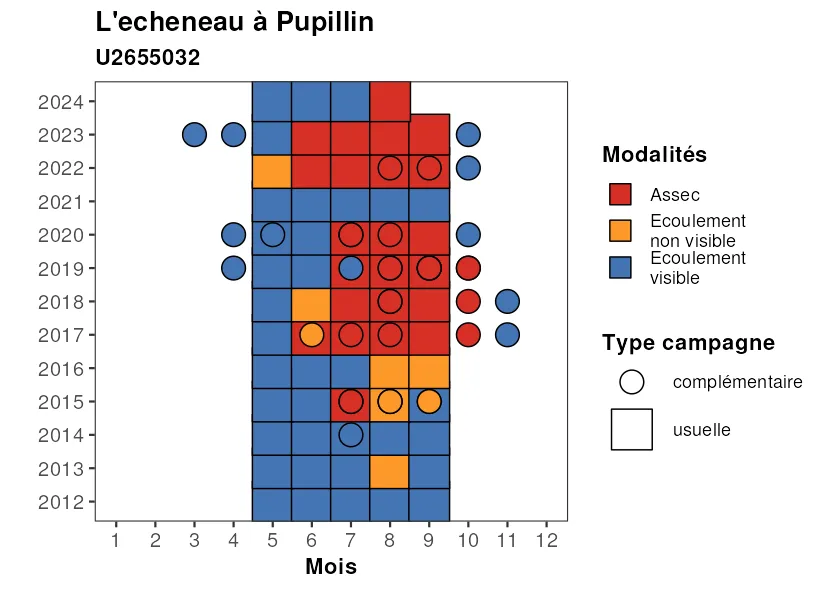 L'echeneau à Pupillin
U2655032
2024
2023
2022
2021
2020
2019
2018
2017
2016
2015
2014
2013
2012
1 2 3 4 5 6 7 8 9 10 11 12
Mois
Modalités
Assec
Ecoulement
non visible
Ecoulement
visible
Type campagne
complémentaire
usuelle